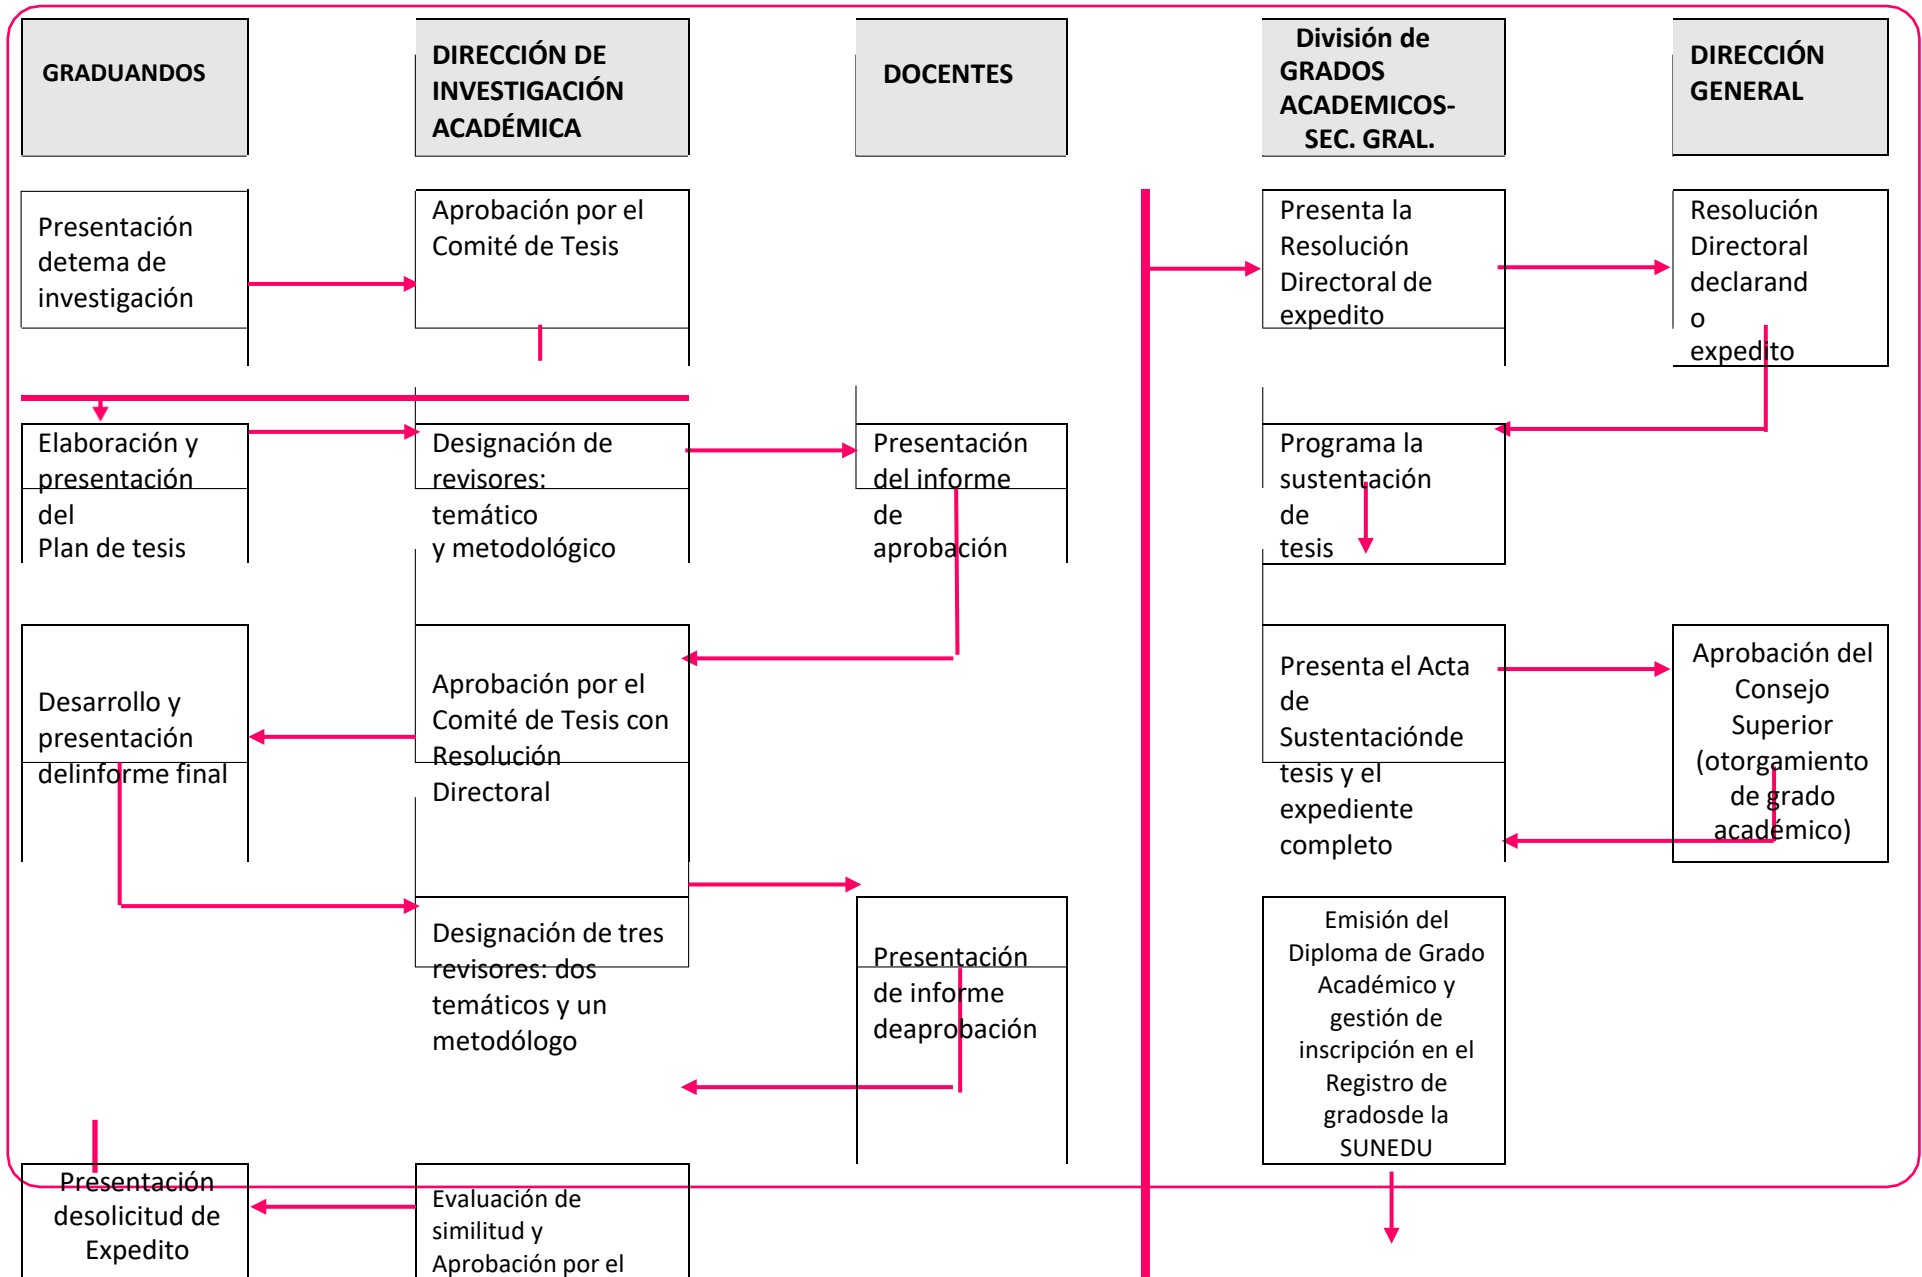 GRADUANDOS
DIRECCIÓN DE
INVESTIGACIÓN
ACADÉMICA
DOCENTES
División de
GRADOS
ACADEMICOS-
SEC. GRAL.
DIRECCIÓN
GENERAL
Presentación
detema de
investigación
Aprobación por el
Comité de Tesis
Presenta la
Resolución
Directoral de
expedito
Resolución
Directoral
declarand
o
expedito
Elaboración y
presentación
del
Plan de tesis
Designación de
revisores:
temático
y metodológico
Presentación
del informe
de
aprobación
Programa la
sustentación
de
tesis
Desarrollo y
presentación
delinforme final
Aprobación por el
Comité de Tesis con
Resolución
Directoral
Presenta el Acta
de
Sustentaciónde
tesis y el
expediente
completo
Aprobación del
Consejo
Superior
(otorgamiento
de grado
académico)
Designación de tres
revisores: dos
temáticos y un
metodólogo
Presentación
de informe
deaprobación
Emisión del
Diploma de Grado
Académico y
gestión de
inscripción en el
Registro de
gradosde la
SUNEDU
Presentación
desolicitud de
Expedito
Evaluación de
similitud y
Aprobación por el